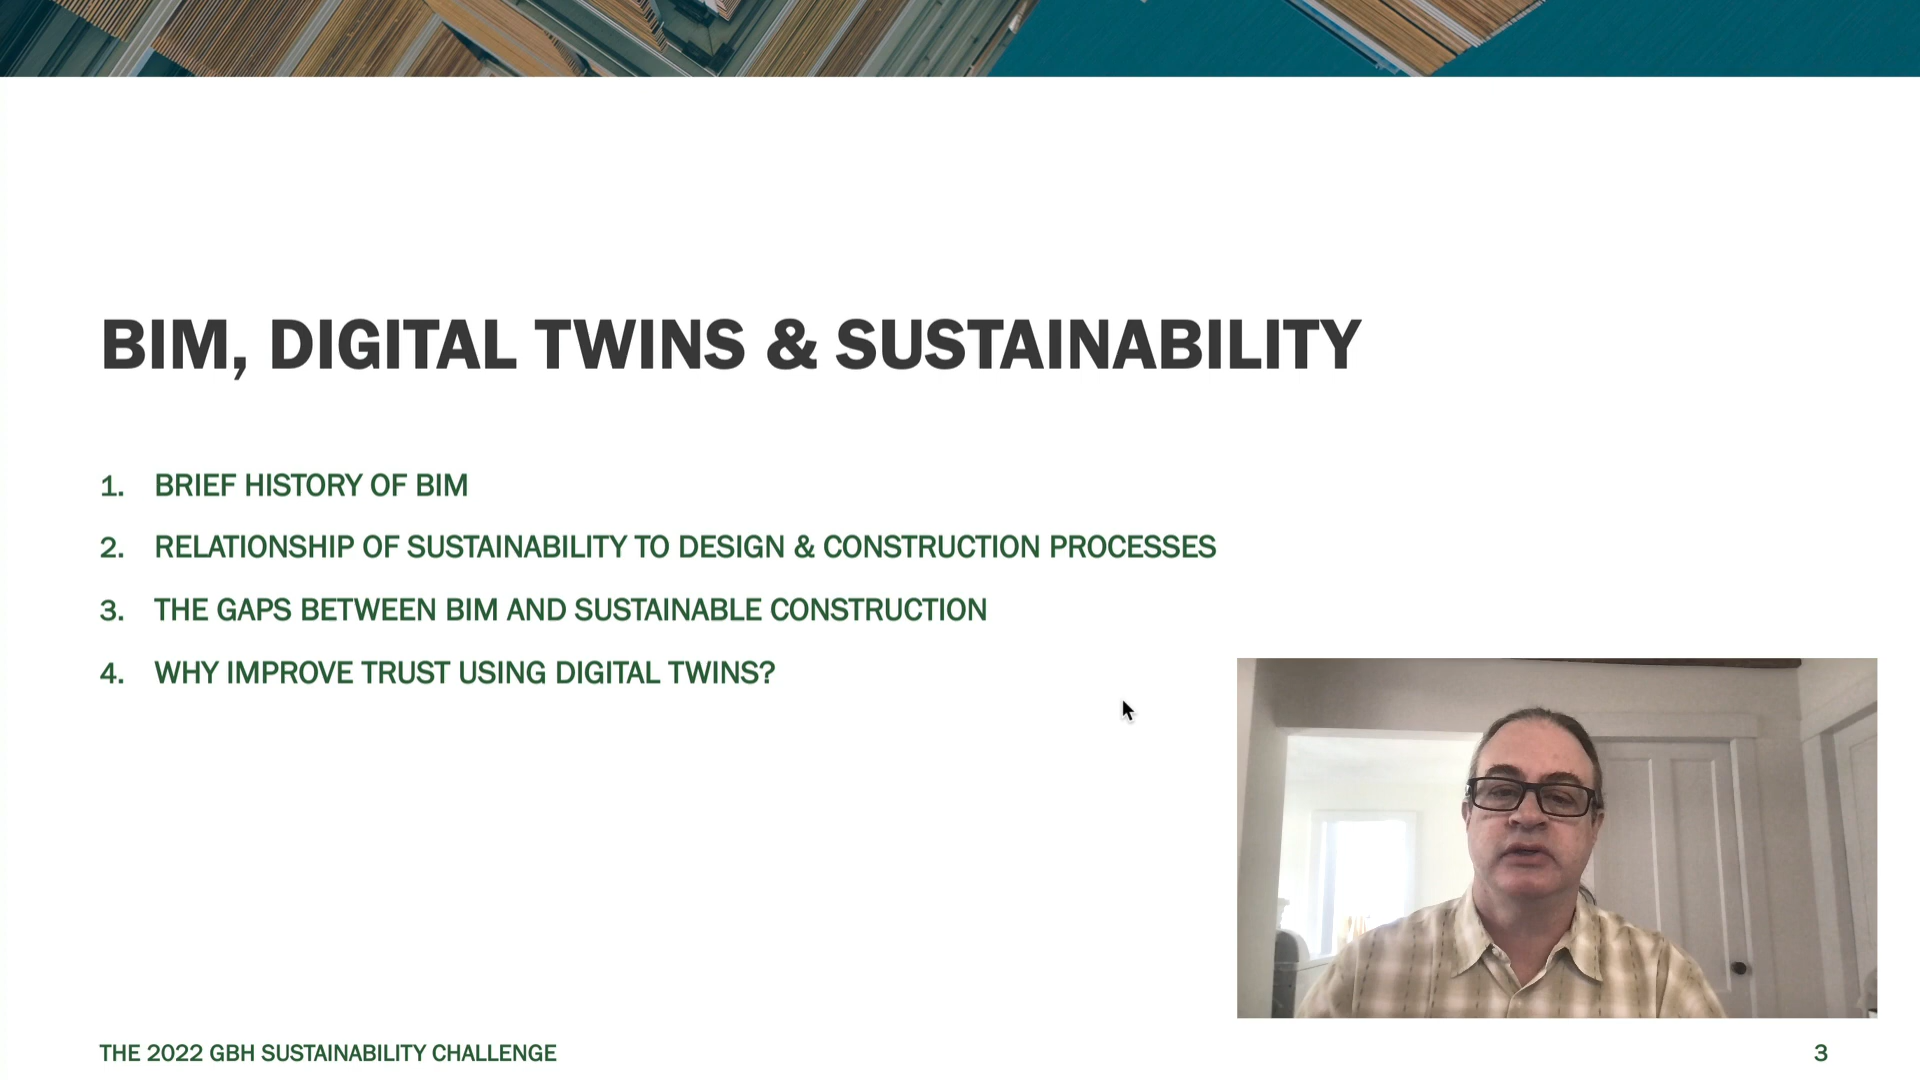 BIM, DIGITAL TWINS & SUSTAINABILITY
1. BRIEF HISTORY OF BIM
2. RELATIONSHIP OF SUSTAINABILITY TO DESIGN & CONSTRUCTION PROCESSES
3. THE GAPS BETWEEN BIM AND SUSTAINABLE CONSTRUCTION
4. WHY IMPROVE TRUST USING DIGITAL TWINS?
THE 2022 GBH SUSTAINABILITY CHALLENGE
3